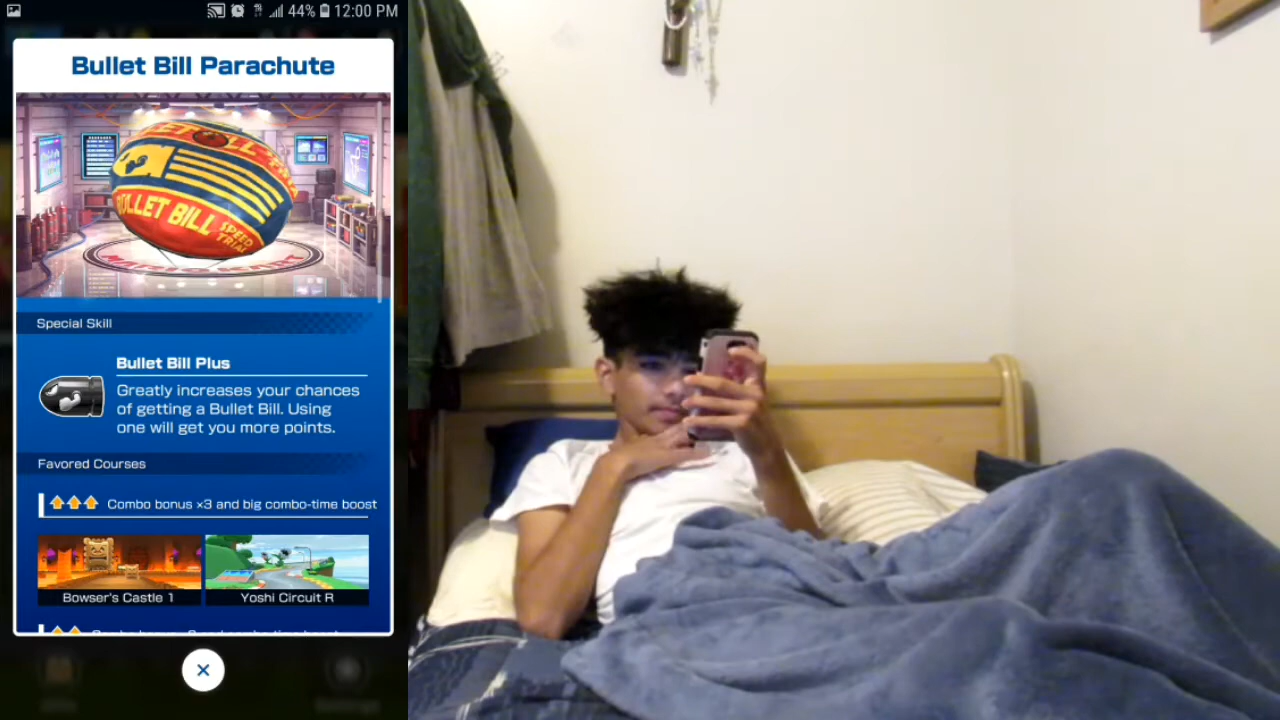 44% 12:00 PM
Bullet Bill Parachute
BULLET BILL
SPEED
TRIAL
Special Skill
Bullet Bill Plus
Greatly increases your chances
of getting a Bullet Bill. Using
one will get you more points.
Favored Courses
Combo bonus ×3 and big combo-time boost
Bowser's Castle 1
Yoshi Circuit R